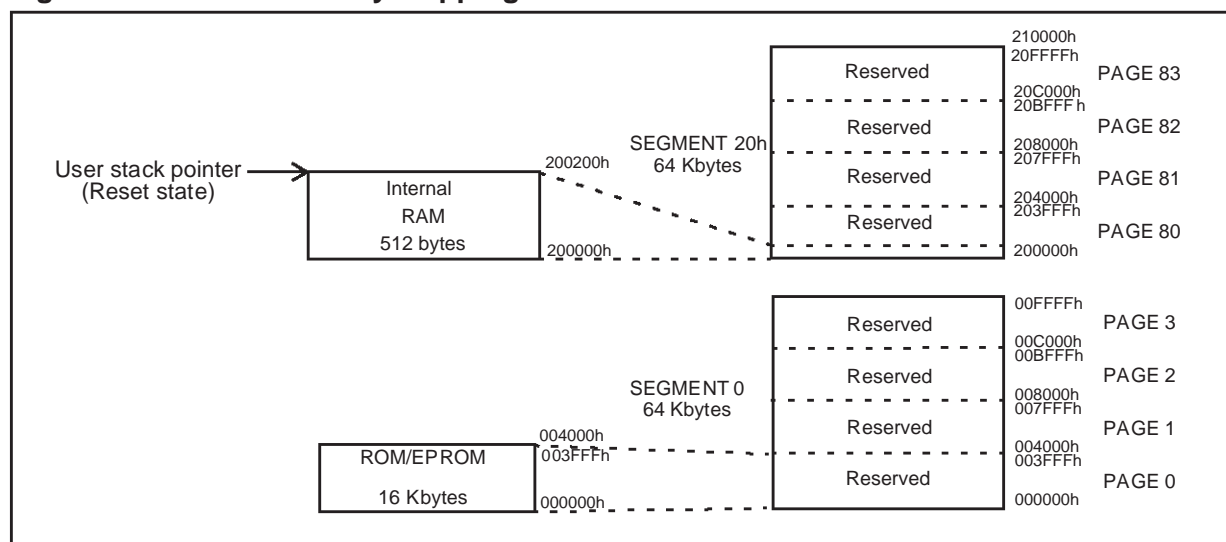 User stack pointer
(Reset state)
200200h
Internal
RAM
512 bytes
200000h
SEGMENT 20h
64 Kbytes
210000h
20FFFFh
Reserved
PAGE 83
20C000h
20BFFFh
Reserved
PAGE 82
208000h
207FFFh
Reserved
PAGE 81
204000h
203FFFh
Reserved
PAGE 80
200000h
SEGMENT 0
64 Kbytes
00FFFFh
Reserved
PAGE 3
00C000h
00BFFFh
Reserved
PAGE 2
008000h
007FFFh
Reserved
PAGE 1
004000h
003FFFh
Reserved
PAGE 0
000000h
004000h
003FFFh
ROM/EPROM
16 Kbytes
000000h